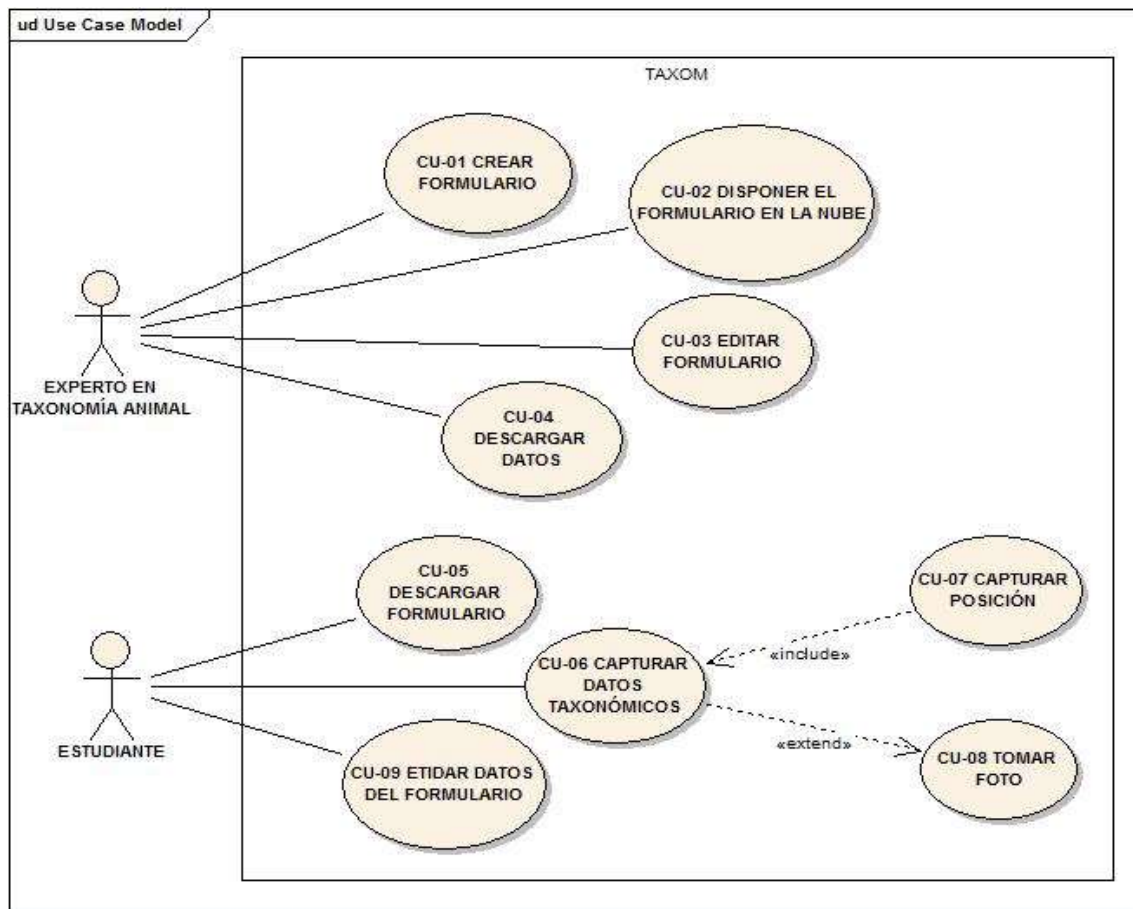 ud Use Case Model
TAXOM
CU-01 CREAR
FORMULARIO
CU-02 DISPONER EL
FORMULARIO EN LA NUBE
CU-03 EDITAR
FORMULARIO
EXPERTO EN
TAXONOMÍA ANIMAL
CU-04
DESCARGAR
DATOS
CU-05
DESCARGAR
FORMULARIO
CU-07 CAPTURAR
POSICIÓN
«include»
CU-06 CAPTURAR
DATOS
TAXONÓMICOS
ESTUDIANTE
«extend»
CU-08 TOMAR
FOTO
CU-09 ETIDAR DATOS
DEL FORMULARIO